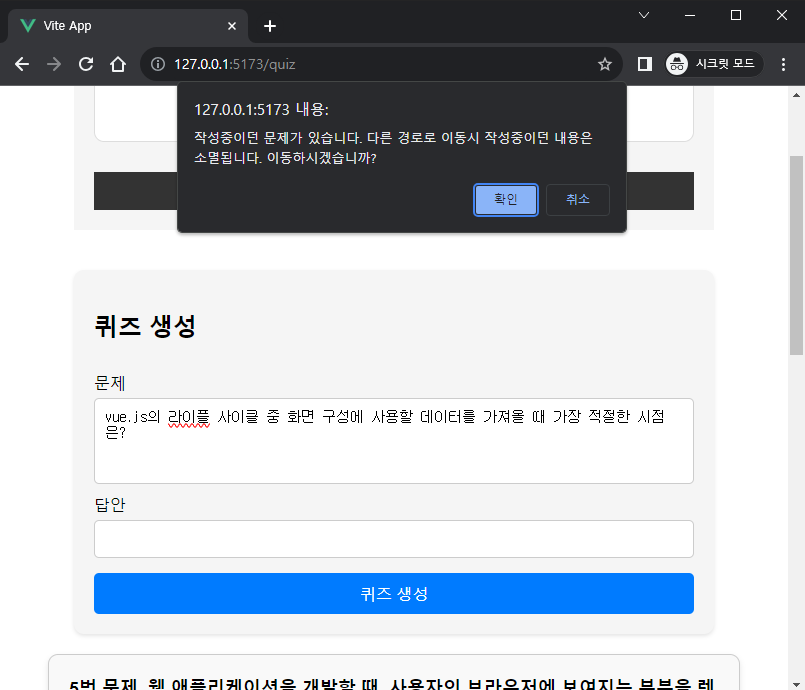 Vite App
127.0.0.1:5173/quiz
시크릿 모드
127.0.0.1:5173 내용:
작성중이던 문제가 있습니다. 다른 경로로 이동시 작성중이던 내용은
소멸됩니다. 이동하시겠습니까?
확인 취소
퀴즈 생성
문제
vue.js의 라이플 사이클 중 화면 구성에 사용할 데이터를 가져올 때 가장 적절한 시점
은?
답안
퀴즈 생성
5번 문제. 웹 애플리케이션을 개발할 때, 사용자의 브라우저에 보여지는 부분을 렌